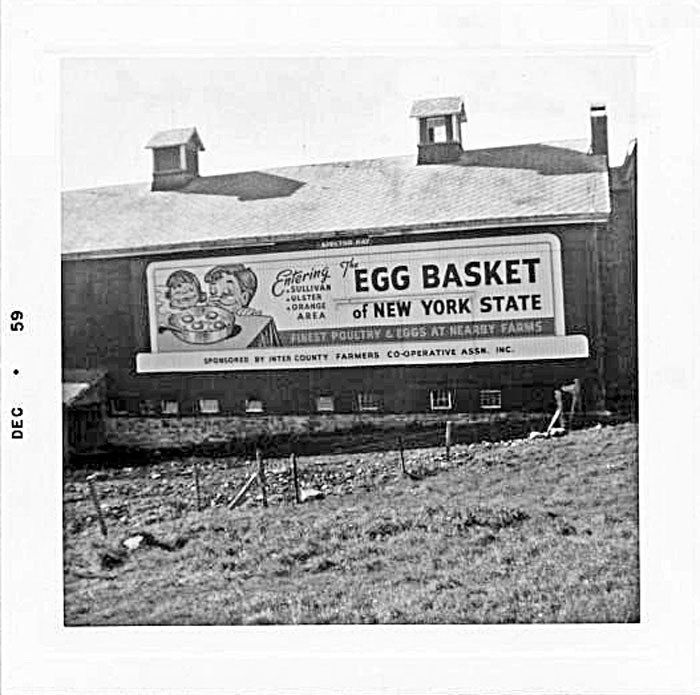 DEC • 59
Entering
• SULLIVAN
• ULSTER
• ORANGE
AREA
The
EGG BASKET
of NEW YORK STATE
FINEST POULTRY & EGGS AT NEARBY FARMS
SPONSORED BY INTER COUNTY FARMERS CO-OPERATIVE ASSN. INC.